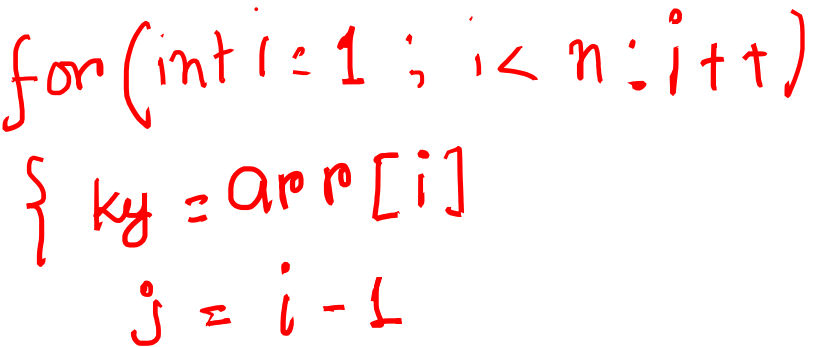 for(int i=1 ; i< n; i++)
{ ky = arr[i]
j = i-1